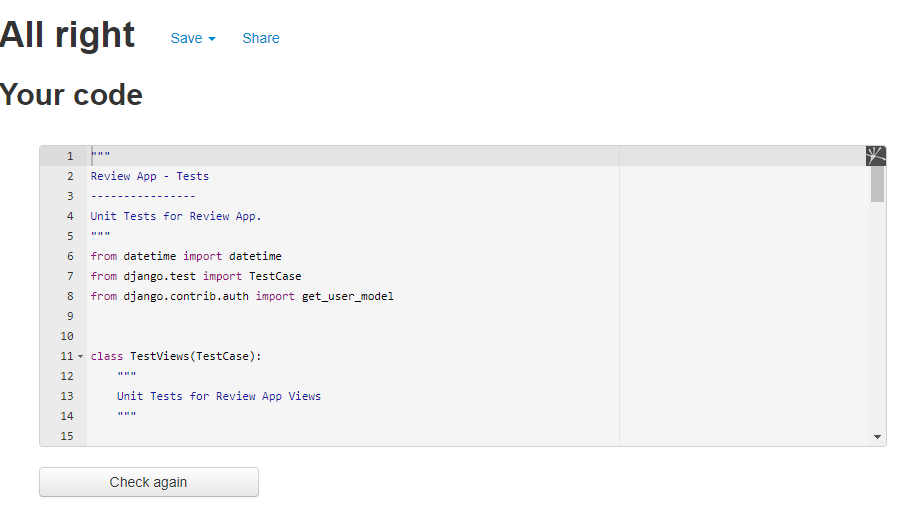 All right Save Share
Your code
1 """
2 Review App - Tests
3 ----------------
4 Unit Tests for Review App.
5 """
6 from datetime import datetime
7 from django.test import TestCase
8 from django.contrib.auth import get_user_model
9
10
11 class TestViews(TestCase):
12 """
13 Unit Tests for Review App Views
14 """
15
Check again